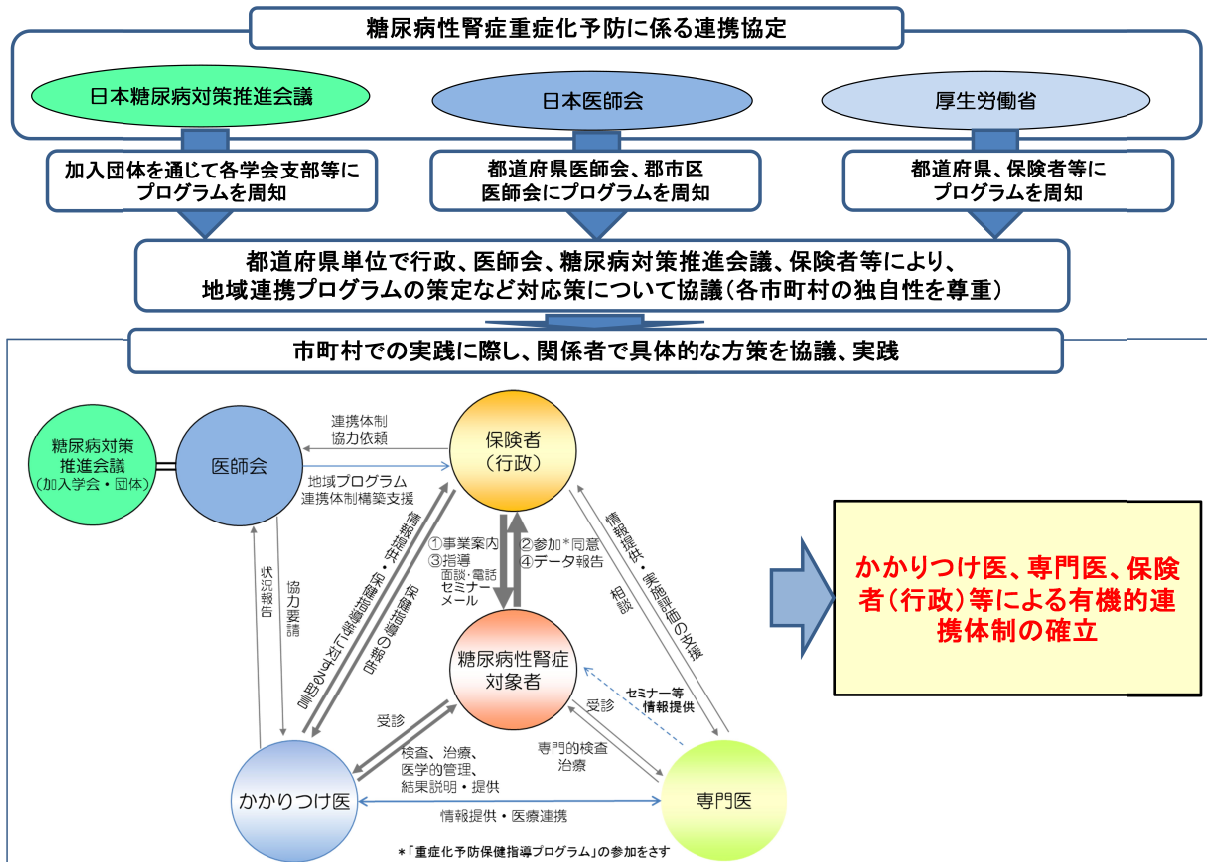 糖尿病性腎症重症化予防に係る連携協定
日本糖尿病対策推進会議
日本医師会
厚生労働省
加入団体を通じて各学会支部等に
プログラムを周知
都道府県医師会、郡市区
医師会にプログラムを周知
都道府県、保険者等に
プログラムを周知
都道府県単位で行政、医師会、糖尿病対策推進会議、保険者等により、
地域連携プログラムの策定など対応策について協議(各市町村の独自性を尊重)
市町村での実践に際し、関係者で具体的な方策を協議、実践
糖尿病対策
推進会議
(加入学会・団体)
医師会
連携体制
協力依頼
地域プログラム
連携体制構築支援
保険者
(行政)
状況報告
協力要請
情報提供・保健指導等に対する助言
保健指導の報告
①事業案内
③指導
面談・電話
セミナー
メール
②参加*同意
④データ報告
情報提供・実施評価の支援
相談
糖尿病性腎症
対象者
セミナー等
情報提供
受診
検査、治療、
医学的管理、
結果説明・提供
受診
専門的検査
治療
かかりつけ医
情報提供・医療連携
専門医
*「重症化予防保健指導プログラム」の参加をさす
かかりつけ医、専門医、保険
者(行政)等による有機的連
携体制の確立